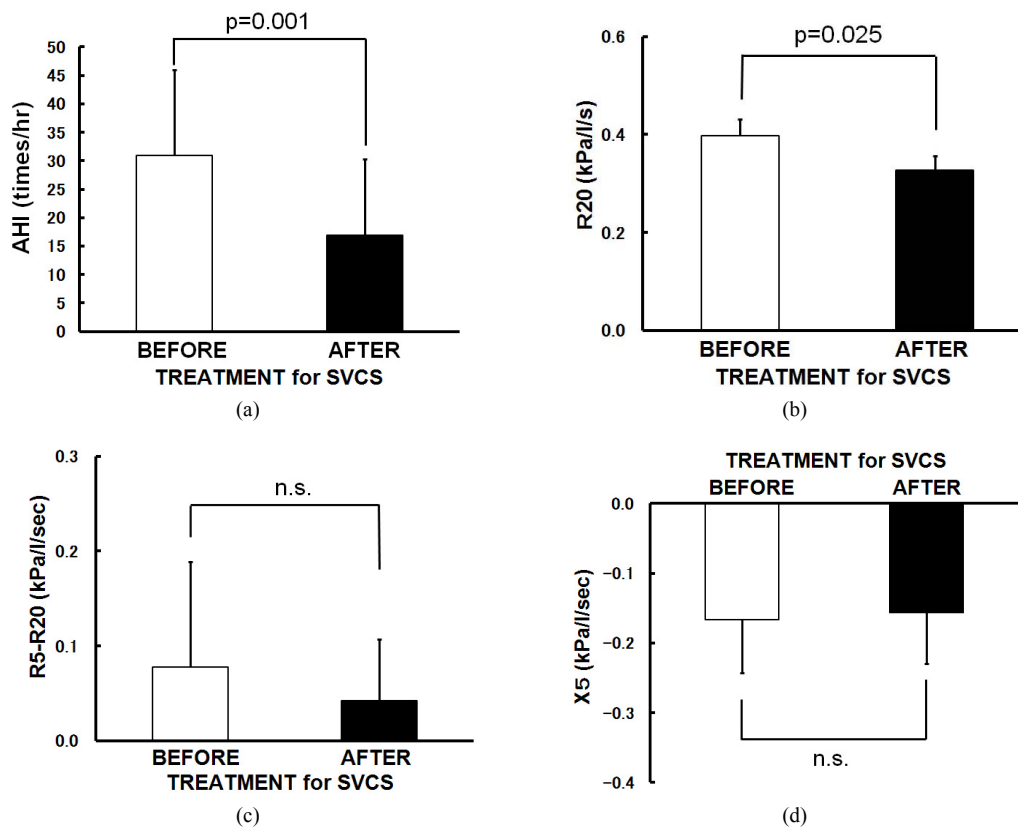 p=0.001
AHI (times/hr)
50
45
40
35
30
25
20
15
10
5
0
BEFORE AFTER
TREATMENT for SVCS
(a)
p=0.025
R20 (kPa/l/s)
0.6
0.4
0.2
0.0
BEFORE AFTER
TREATMENT for SVCS
(b)
n.s.
R5-R20 (kPa/l/sec)
0.3
0.2
0.1
0.0
BEFORE AFTER
TREATMENT for SVCS
(c)
TREATMENT for SVCS
BEFORE AFTER
X5 (kPa/l/sec)
0.0
−0.1
−0.2
−0.3
−0.4
n.s.
(d)